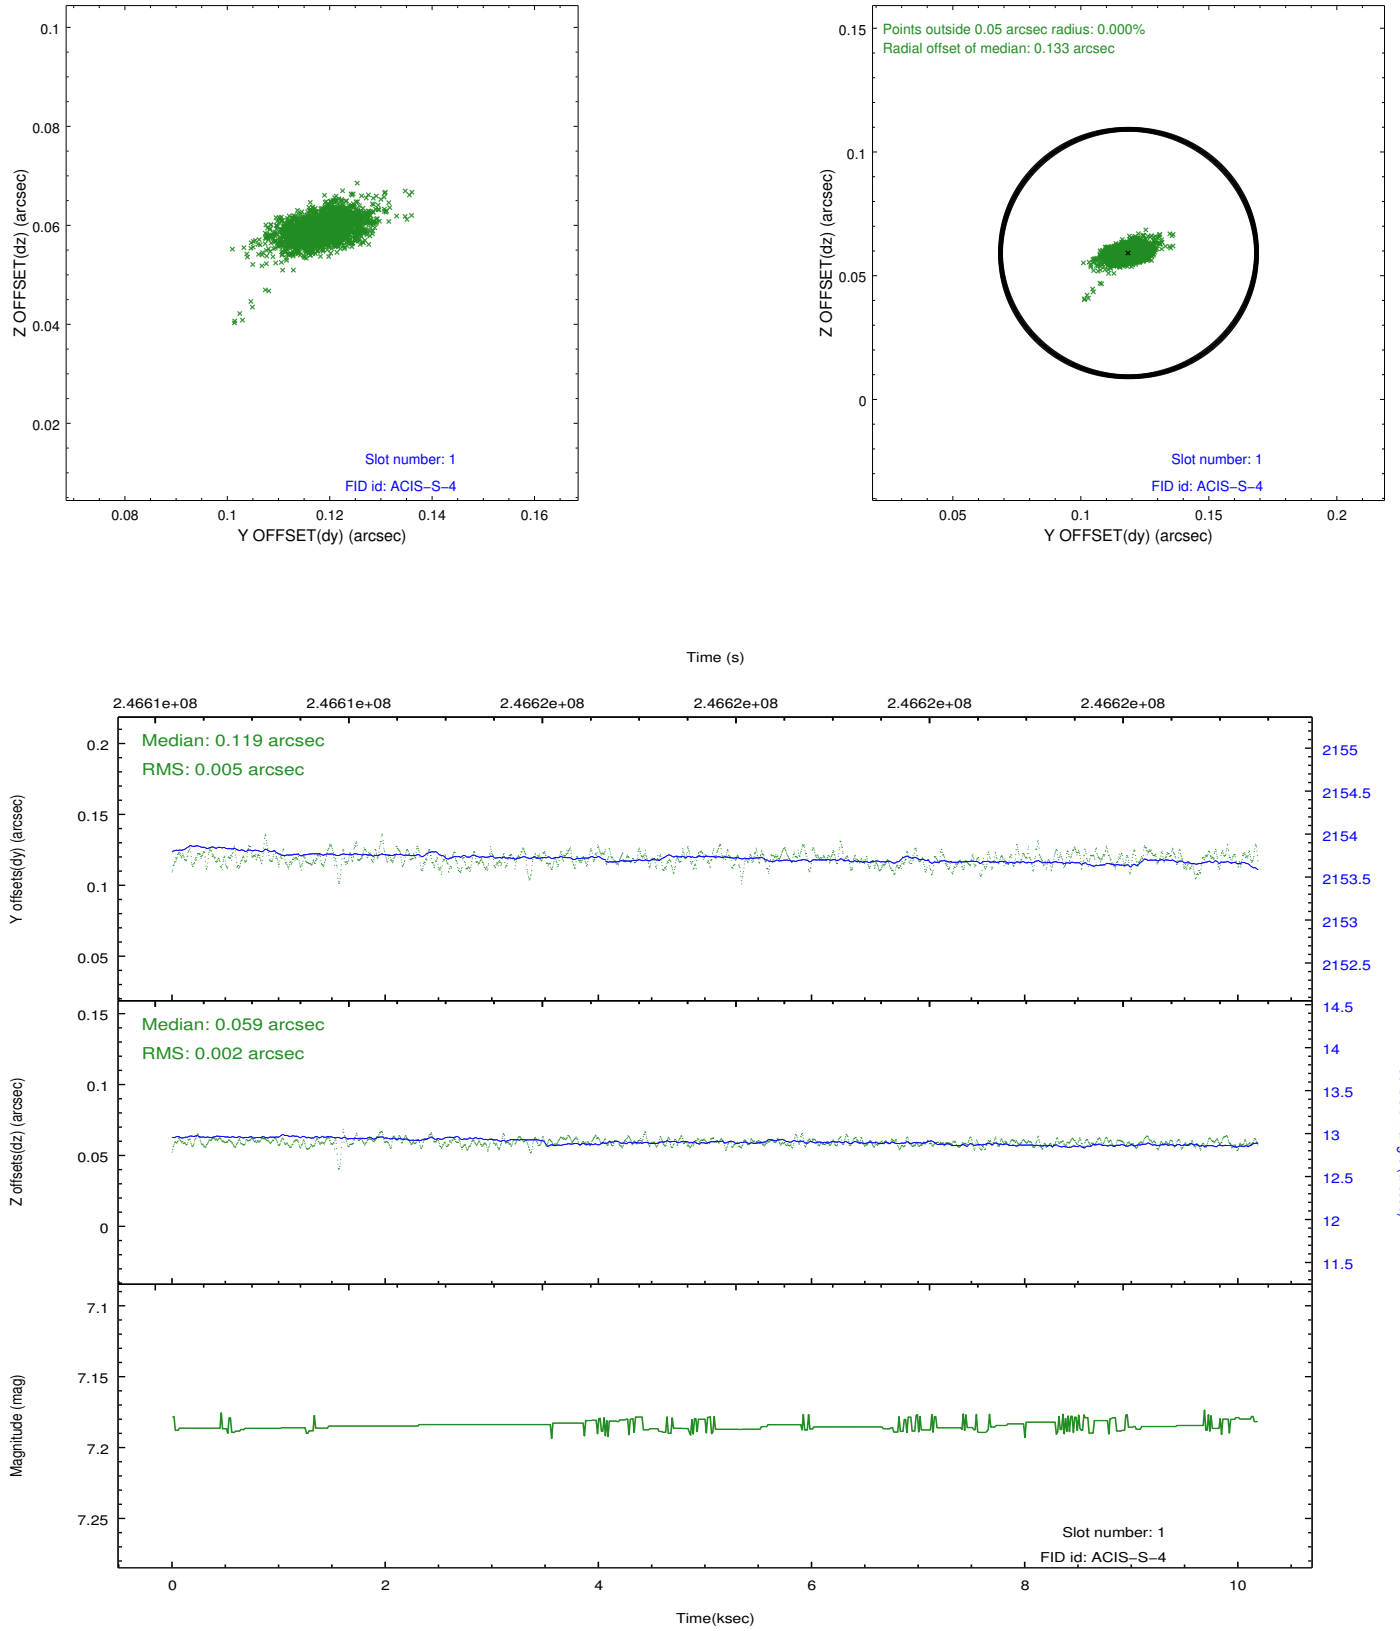 0.1
0.08
0.06
0.04
0.02
Z OFFSET(dz) (arcsec)
Slot number: 1
FID id: ACIS−S−4
0.08 0.1 0.12 0.14 0.16
Y OFFSET(dy) (arcsec)
Points outside 0.05 arcsec radius: 0.000%
Radial offset of median: 0.133 arcsec
0.15
0.1
0.05
0
Z OFFSET(dz) (arcsec)
Slot number: 1
FID id: ACIS−S−4
0.05 0.1 0.15 0.2
Y OFFSET(dy) (arcsec)
Time (s)
2.4661e+08 2.4661e+08 2.4662e+08 2.4662e+08 2.4662e+08 2.4662e+08
Median: 0.119 arcsec
RMS: 0.005 arcsec
0.2
0.15
0.1
0.05
Y offsets(dy) (arcsec)
2155
2154.5
2154
2153.5
2153
2152.5
Median: 0.059 arcsec
RMS: 0.002 arcsec
0.15
0.1
0.05
0
Z offsets(dz) (arcsec)
14.5
14
13.5
13
12.5
12
11.5
7.1
7.15
7.2
7.25
Magnitude (mag)
Slot number: 1
FID id: ACIS−S−4
0 2 4 6 8 10
Time(ksec)